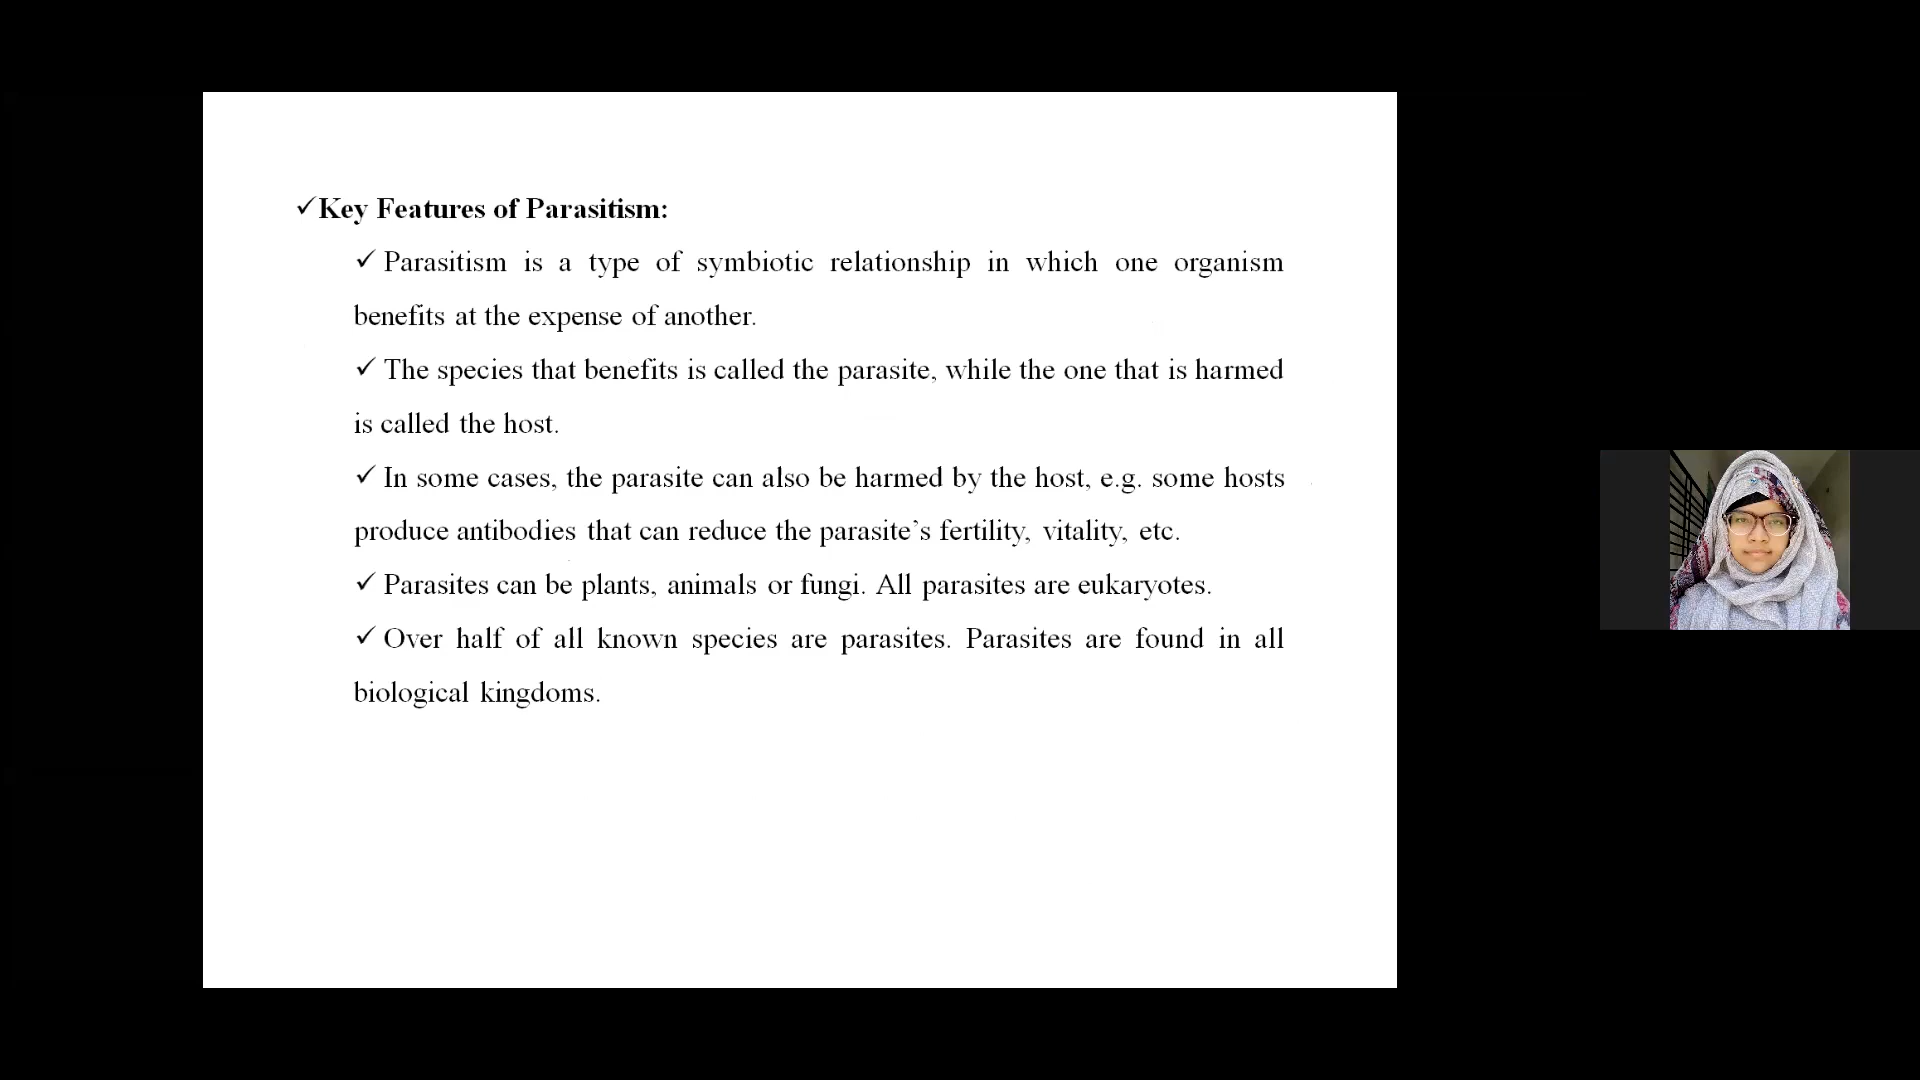 ✓Key Features of Parasitism:
✓ Parasitism is a type of symbiotic relationship in which one organism
benefits at the expense of another.
✓ The species that benefits is called the parasite, while the one that is harmed
is called the host.
✓ In some cases, the parasite can also be harmed by the host, e.g. some hosts
produce antibodies that can reduce the parasite’s fertility, vitality, etc.
✓ Parasites can be plants, animals or fungi. All parasites are eukaryotes.
✓ Over half of all known species are parasites. Parasites are found in all
biological kingdoms.